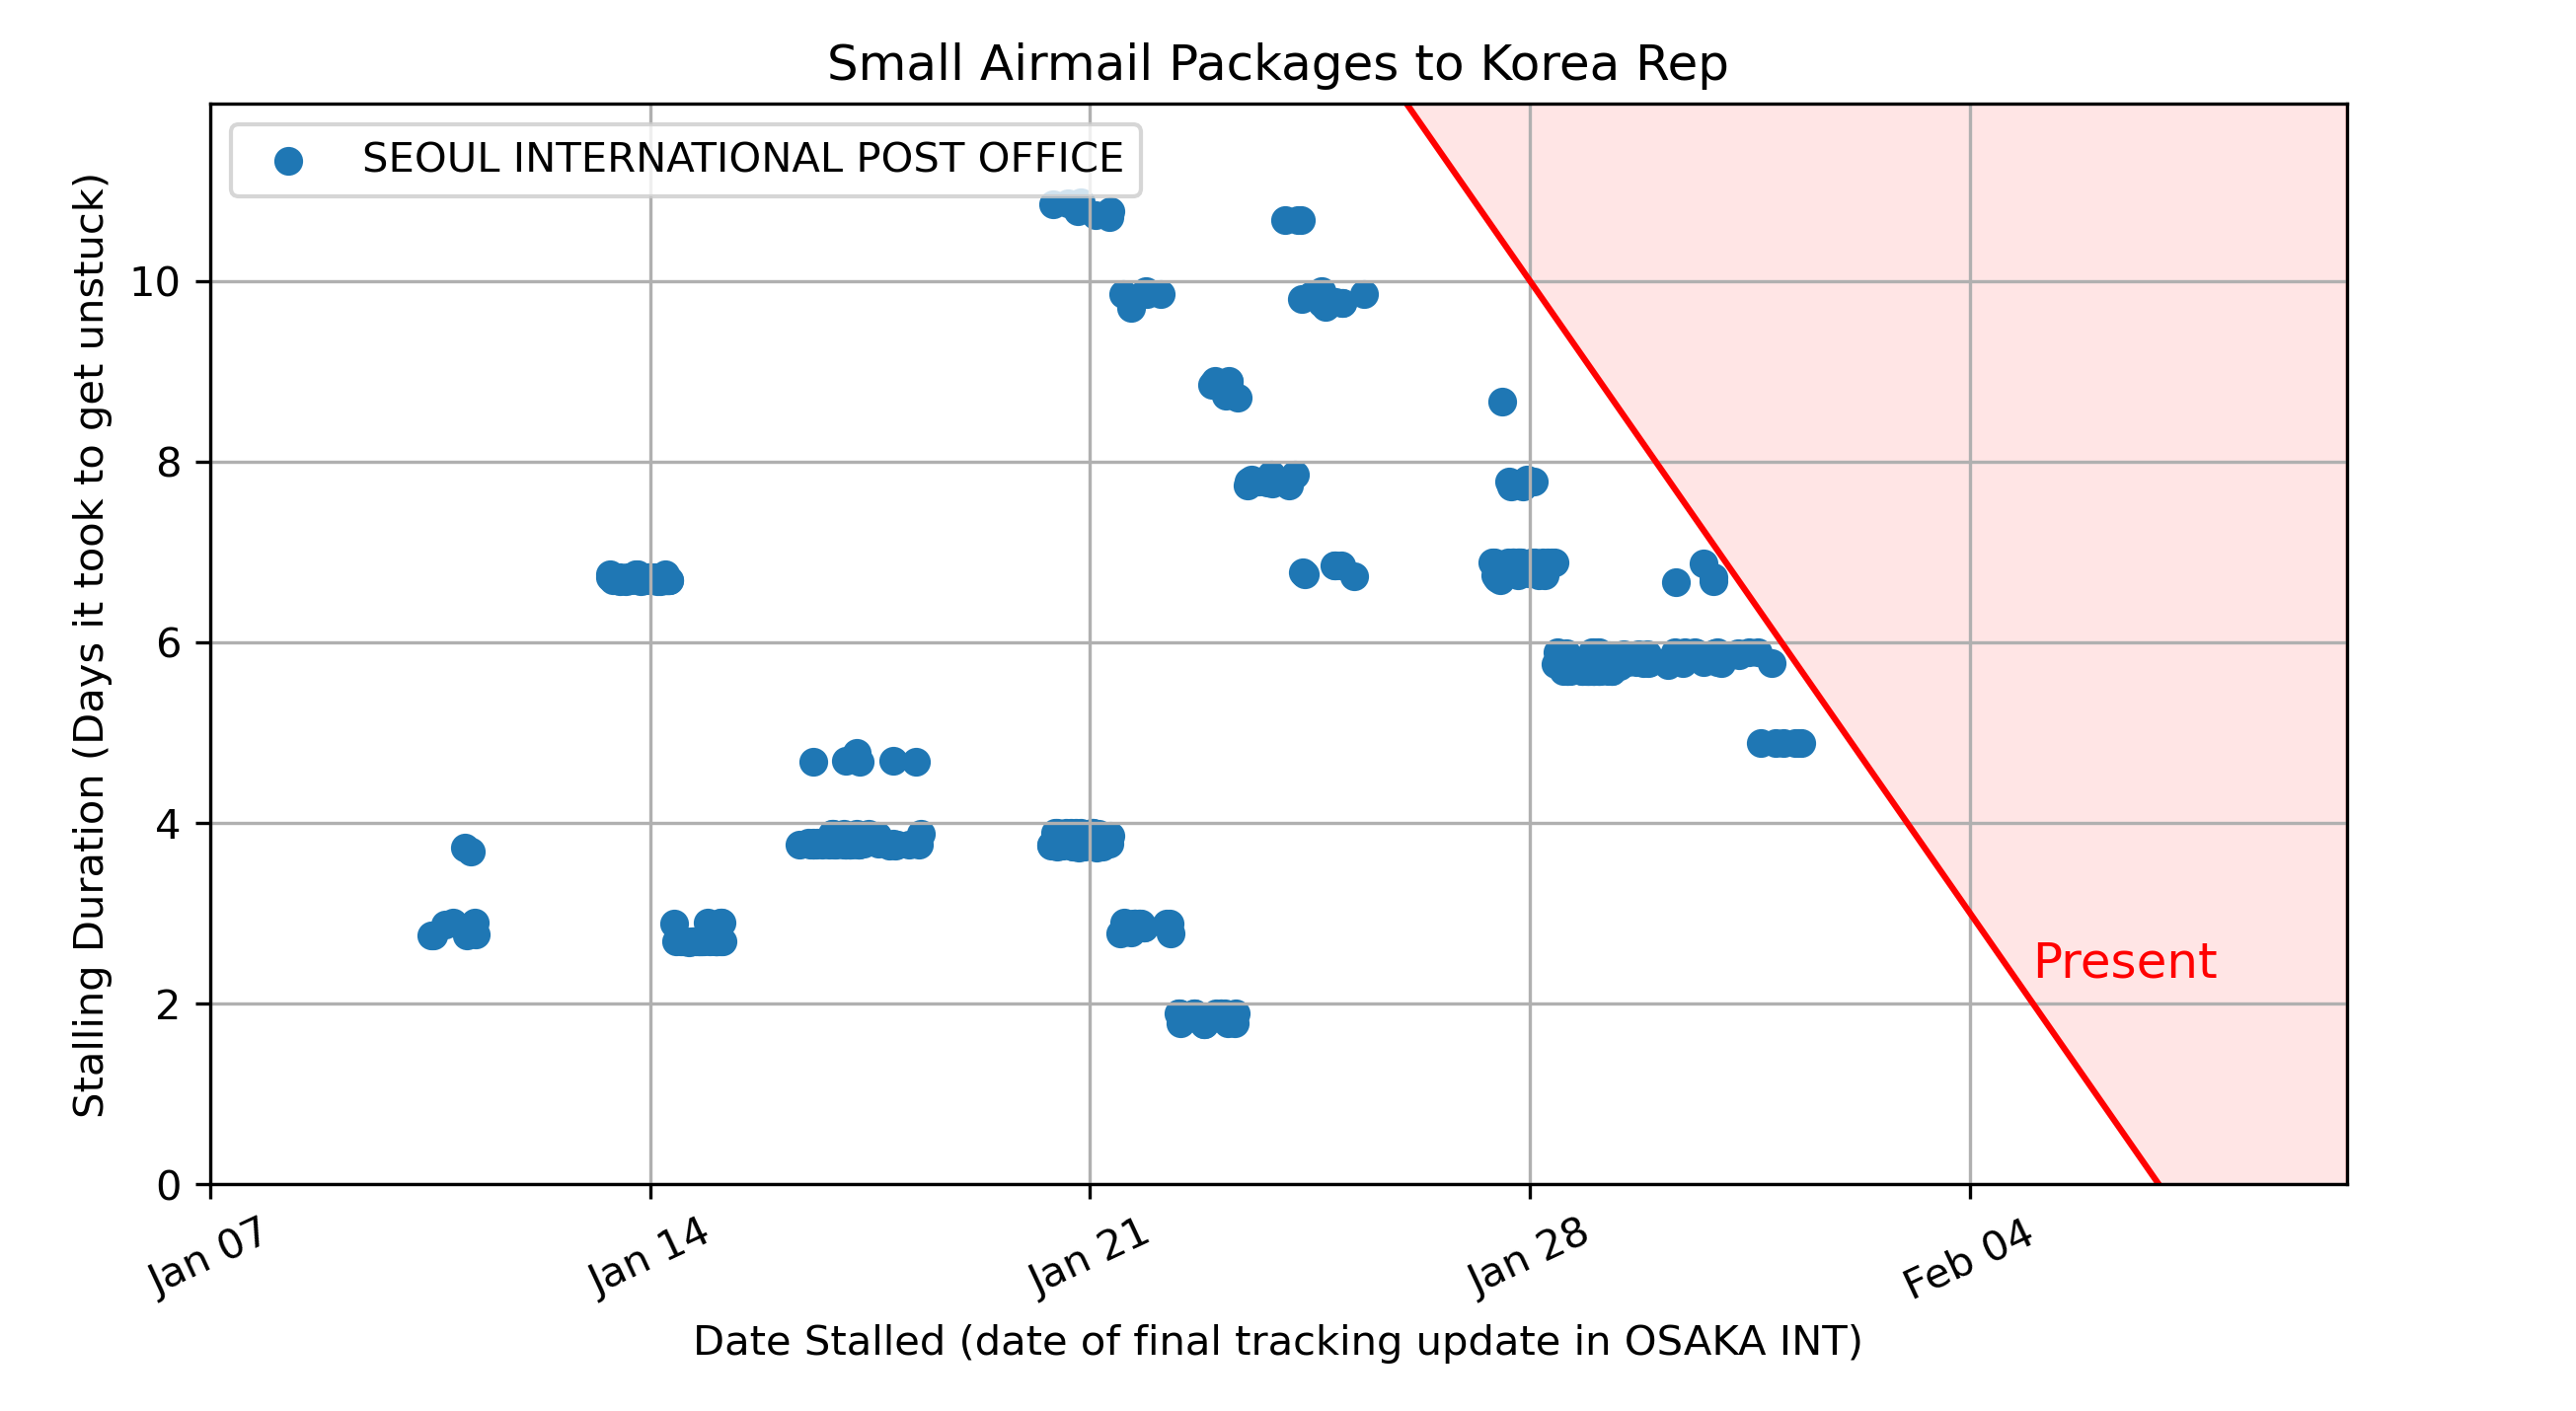 Small Airmail Packages to Korea Rep
SEOUL INTERNATIONAL POST OFFICE
Stalling Duration (Days it took to get unstuck)
10
8
6
4
2
0
Present
Jan 07
Jan 14
Jan 21
Jan 28
Feb 04
Date Stalled (date of final tracking update in OSAKA INT)